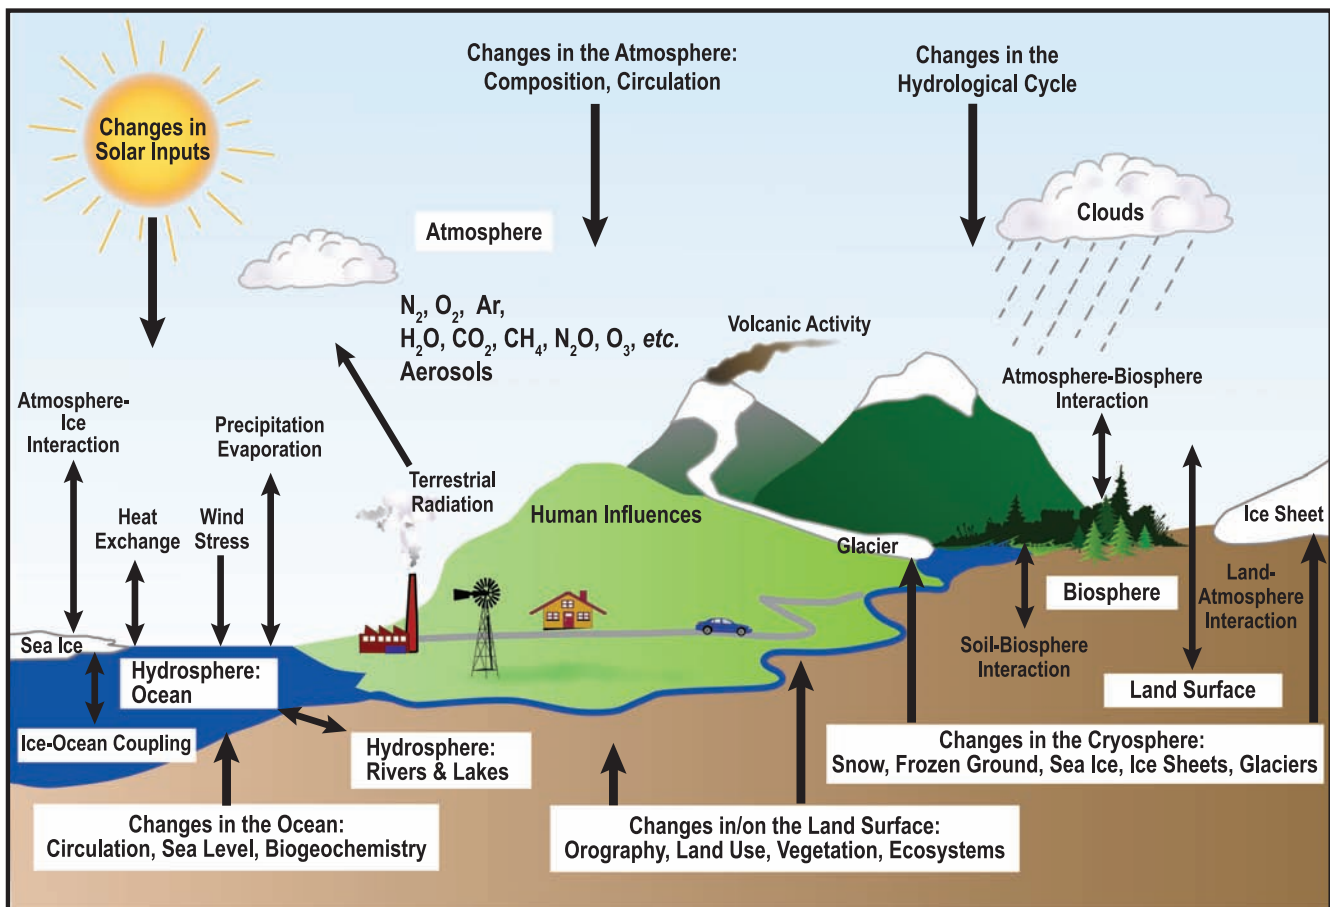 Changes in the Atmosphere:
Composition, Circulation
Changes in the
Hydrological Cycle
Changes in
Solar Inputs
Clouds
Atmosphere
N₂, O₂, Ar,
H₂O, CO₂, CH₄, N₂O, O₃, etc.
Aerosols
Volcanic Activity
Atmosphere-Biosphere
Interaction
Atmosphere-
Ice
Interaction
Precipitation
Evaporation
Terrestrial
Radiation
Heat
Exchange
Wind
Stress
Human Influences
Glacier
Ice Sheet
Land-
Atmosphere
Interaction
Biosphere
Soil-Biosphere
Interaction
Land Surface
Sea Ice
Hydrosphere:
Ocean
Ice-Ocean Coupling
Hydrosphere:
Rivers & Lakes
Changes in the Cryosphere:
Snow, Frozen Ground, Sea Ice, Ice Sheets, Glaciers
Changes in the Ocean:
Circulation, Sea Level, Biogeochemistry
Changes in/on the Land Surface:
Orography, Land Use, Vegetation, Ecosystems